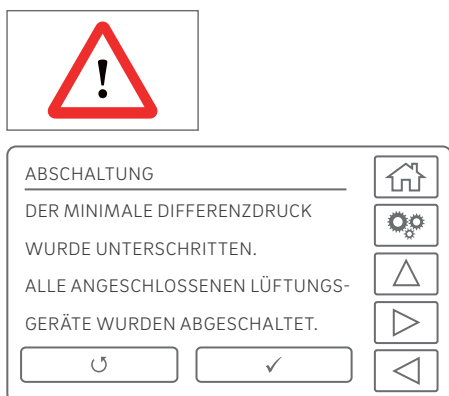 !
ABSCHALTUNG
DER MINIMALE DIFFERENZDRUCK
WURDE UNTERSCHRITTEN.
ALLE ANGESCHLOSSENEN LÜFTUNGS-
GERÄTE WURDEN ABGESCHALTET.